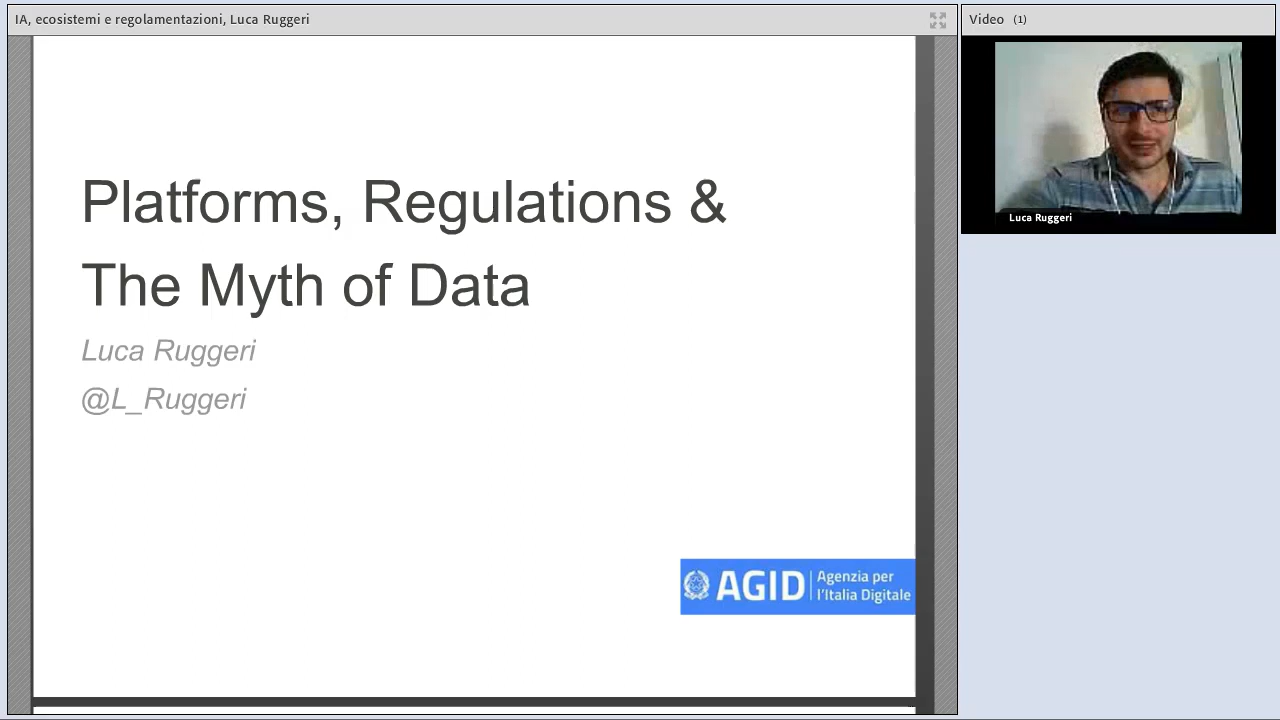 IA, ecosistemi e regolamentazioni, Luca Ruggeri
Platforms, Regulations &
The Myth of Data
Luca Ruggeri
@L_Ruggeri
AGID
Agenzia per
l'Italia Digitale
Video (1)
Luca Ruggeri